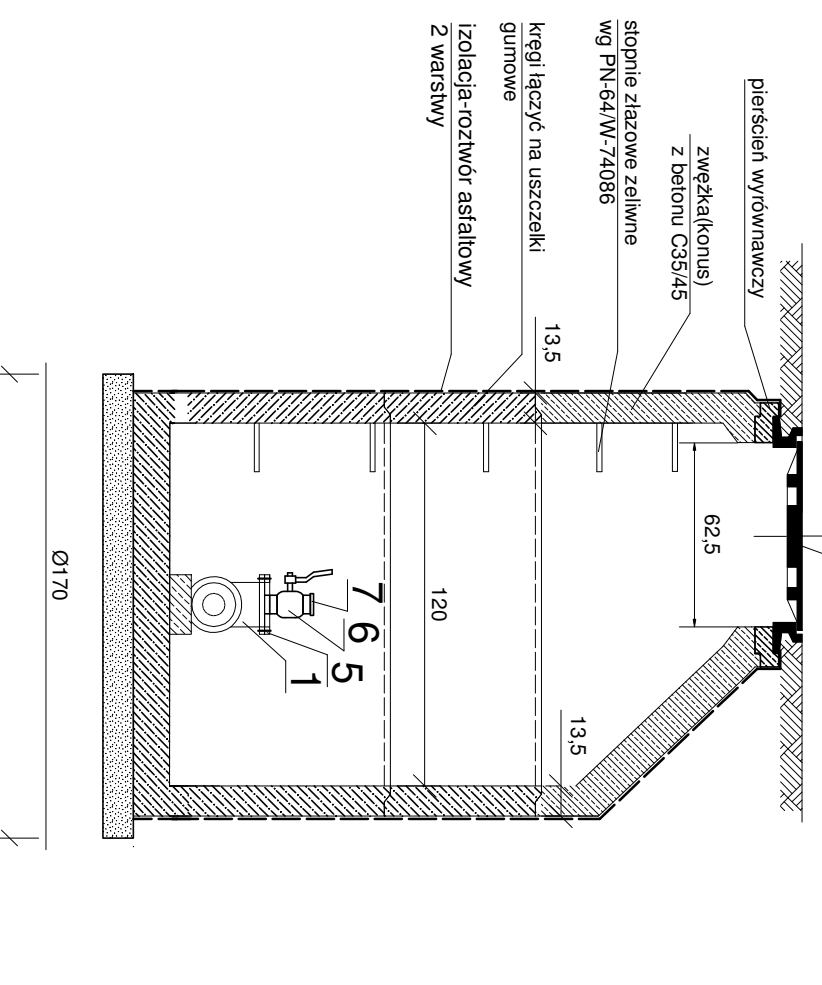 pierścień wyrównawczy
zwężka(konus)
z betonu C35/45
stopnie złazowe zeliwne
wg PN-64/W-74086
kręgi łączyć na uszczelki
gumowe
izolacja-roztwór asfaltowy
2 warstwy
13,5
62,5
13,5
120
7
6
5
1
Ø170